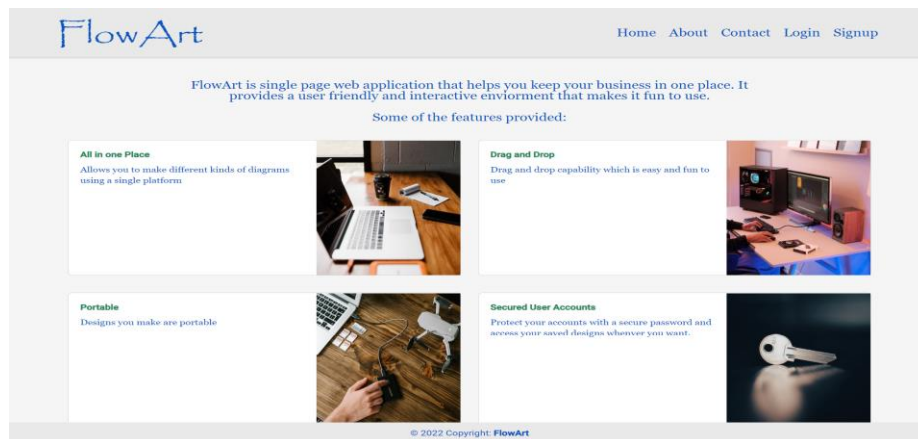 FlowArt
Home About Contact Login Signup
FlowArt is single page web application that helps you keep your business in one place. It
provides a user friendly and interactive enviorment that makes it fun to use.
Some of the features provided:
All in one Place
Allows you to make different kinds of diagrams
using a single platform
Drag and Drop
Drag and drop capability which is easy and fun to
use
Portable
Designs you make are portable
Secured User Accounts
Protect your accounts with a secure password and
access your saved designs whenver you want.
© 2022 Copyright: FlowArt